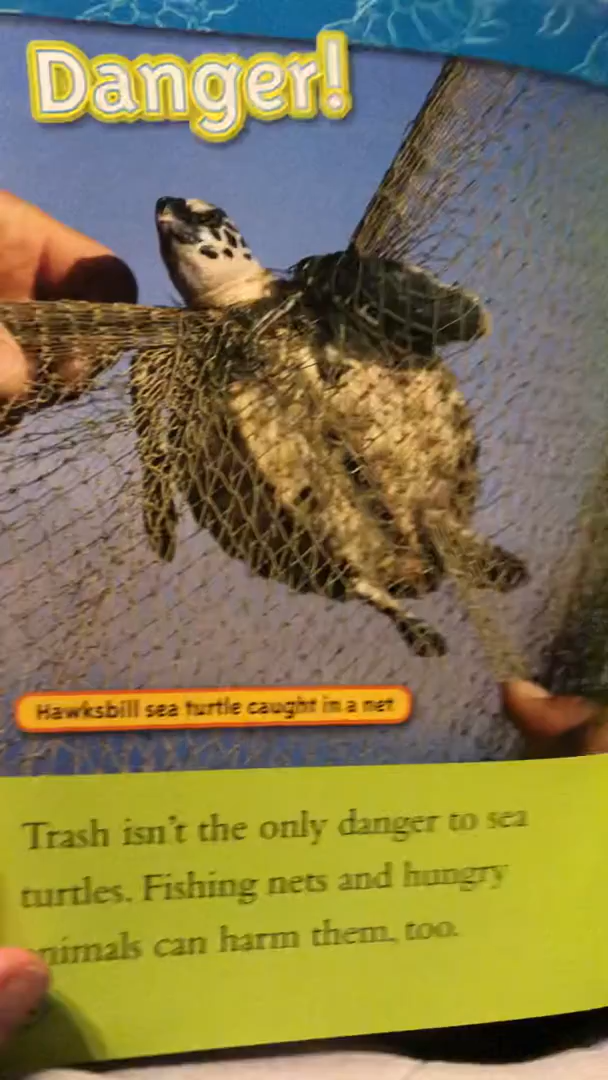 Danger!
Hawksbill sea turtle caught in a net
Trash isn't the only danger to sea
turtles. Fishing nets and hungry
animals can harm them, too.